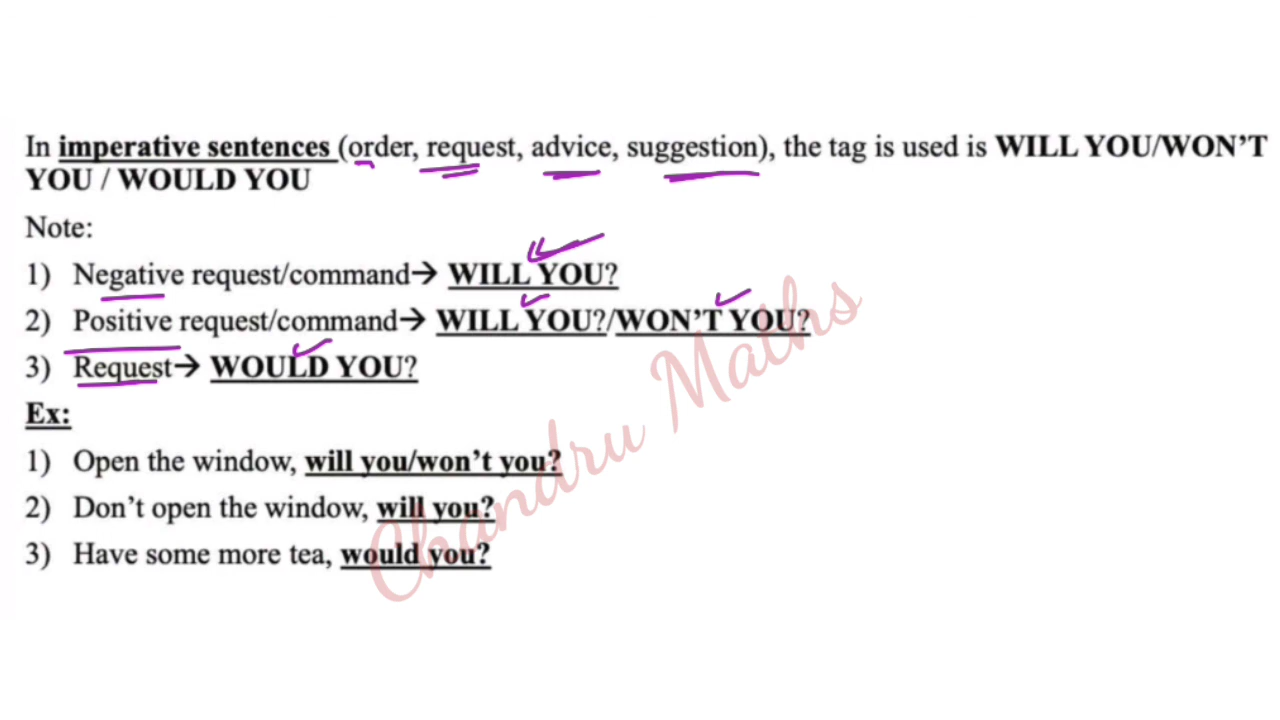 In imperative sentences (order, request, advice, suggestion), the tag is used is WILL YOU/WON'T
YOU / WOULD YOU
Note:
1) Negative request/command→ WILL YOU?
2) Positive request/command→ WILL YOU?/WON'T YOU?
3) Request→ WOULD YOU?
Ex:
1) Open the window, will you/won't you?
2) Don't open the window, will you?
3) Have some more tea, would you?
Chandru Maths